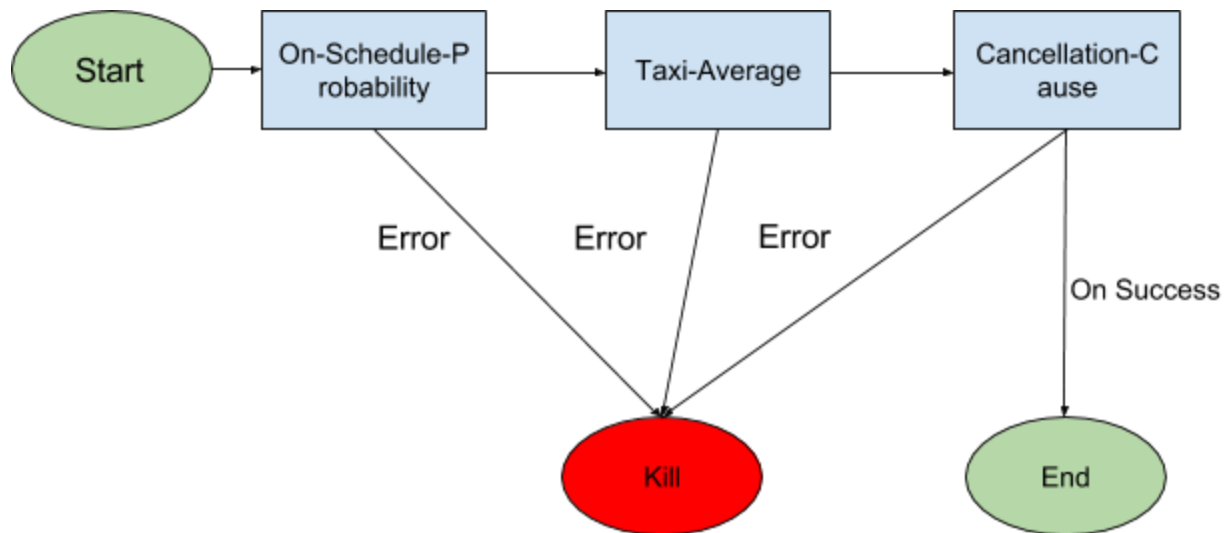 Start
On-Schedule-P
robability
Taxi-Average
Cancellation-C
ause
Error
Error
Error
On Success
Kill
End